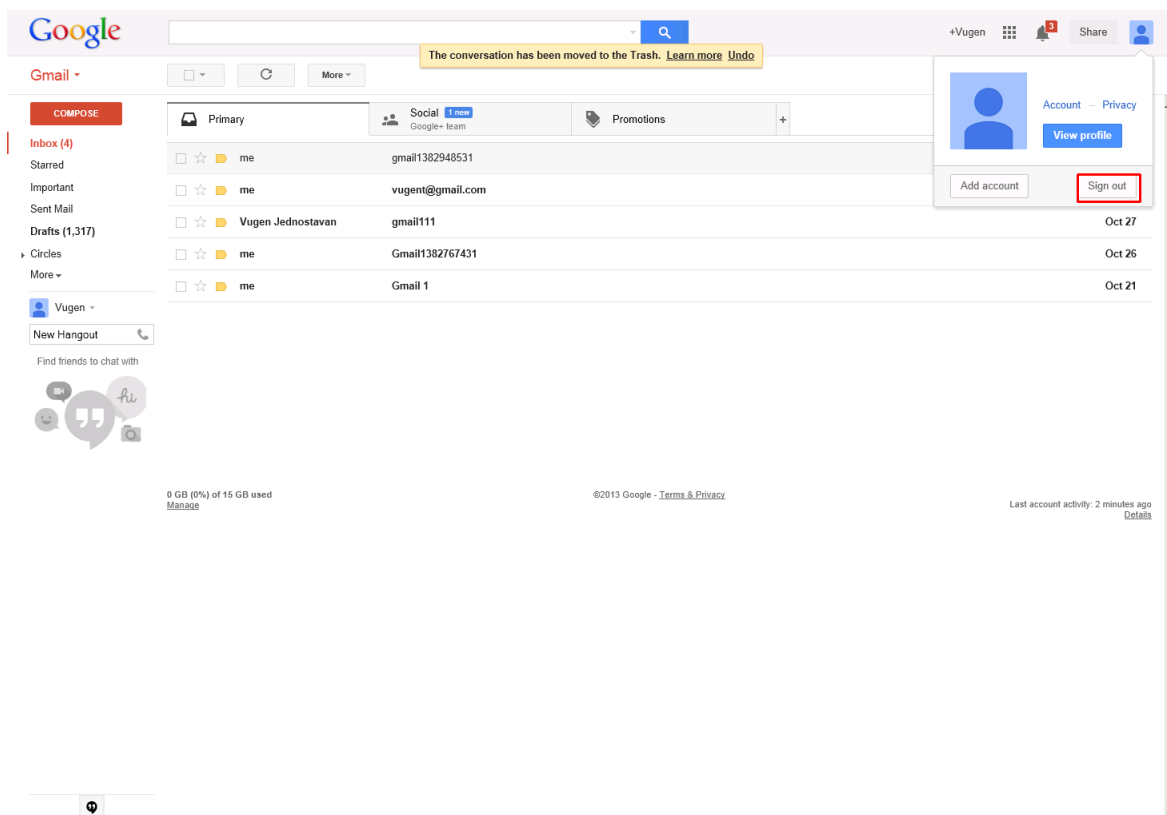 Google
+Vugen
3
Share
The conversation has been moved to the Trash. Learn more Undo
Gmail
More
Account – Privacy
View profile
Add account
Sign out
COMPOSE
Inbox (4)
Starred
Important
Sent Mail
Drafts (1,317)
Circles
More
Vugen
New Hangout
Find friends to chat with
hi
Primary
Social 1 new
Google+ team
Promotions
+
me gmail1382948531
me vugent@gmail.com
Vugen Jednostavan gmail111 Oct 27
me Gmail1382767431 Oct 26
me Gmail 1 Oct 21
0 GB (0%) of 15 GB used
Manage
©2013 Google - Terms & Privacy
Last account activity: 2 minutes ago
Details